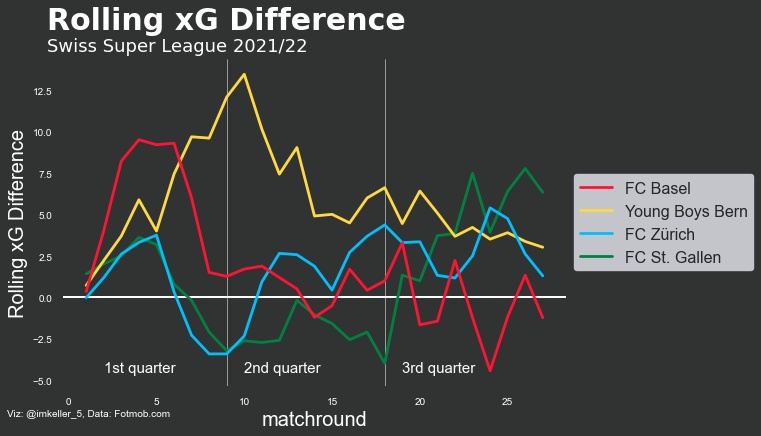 Rolling xG Difference
Swiss Super League 2021/22
Rolling xG Difference
12.5
10.0
7.5
5.0
2.5
0.0
−2.5
−5.0
1st quarter
2nd quarter
3rd quarter
0
5
10
15
20
25
matchround
FC Basel
Young Boys Bern
FC Zürich
FC St. Gallen
Viz: @imkeller_5, Data: Fotmob.com